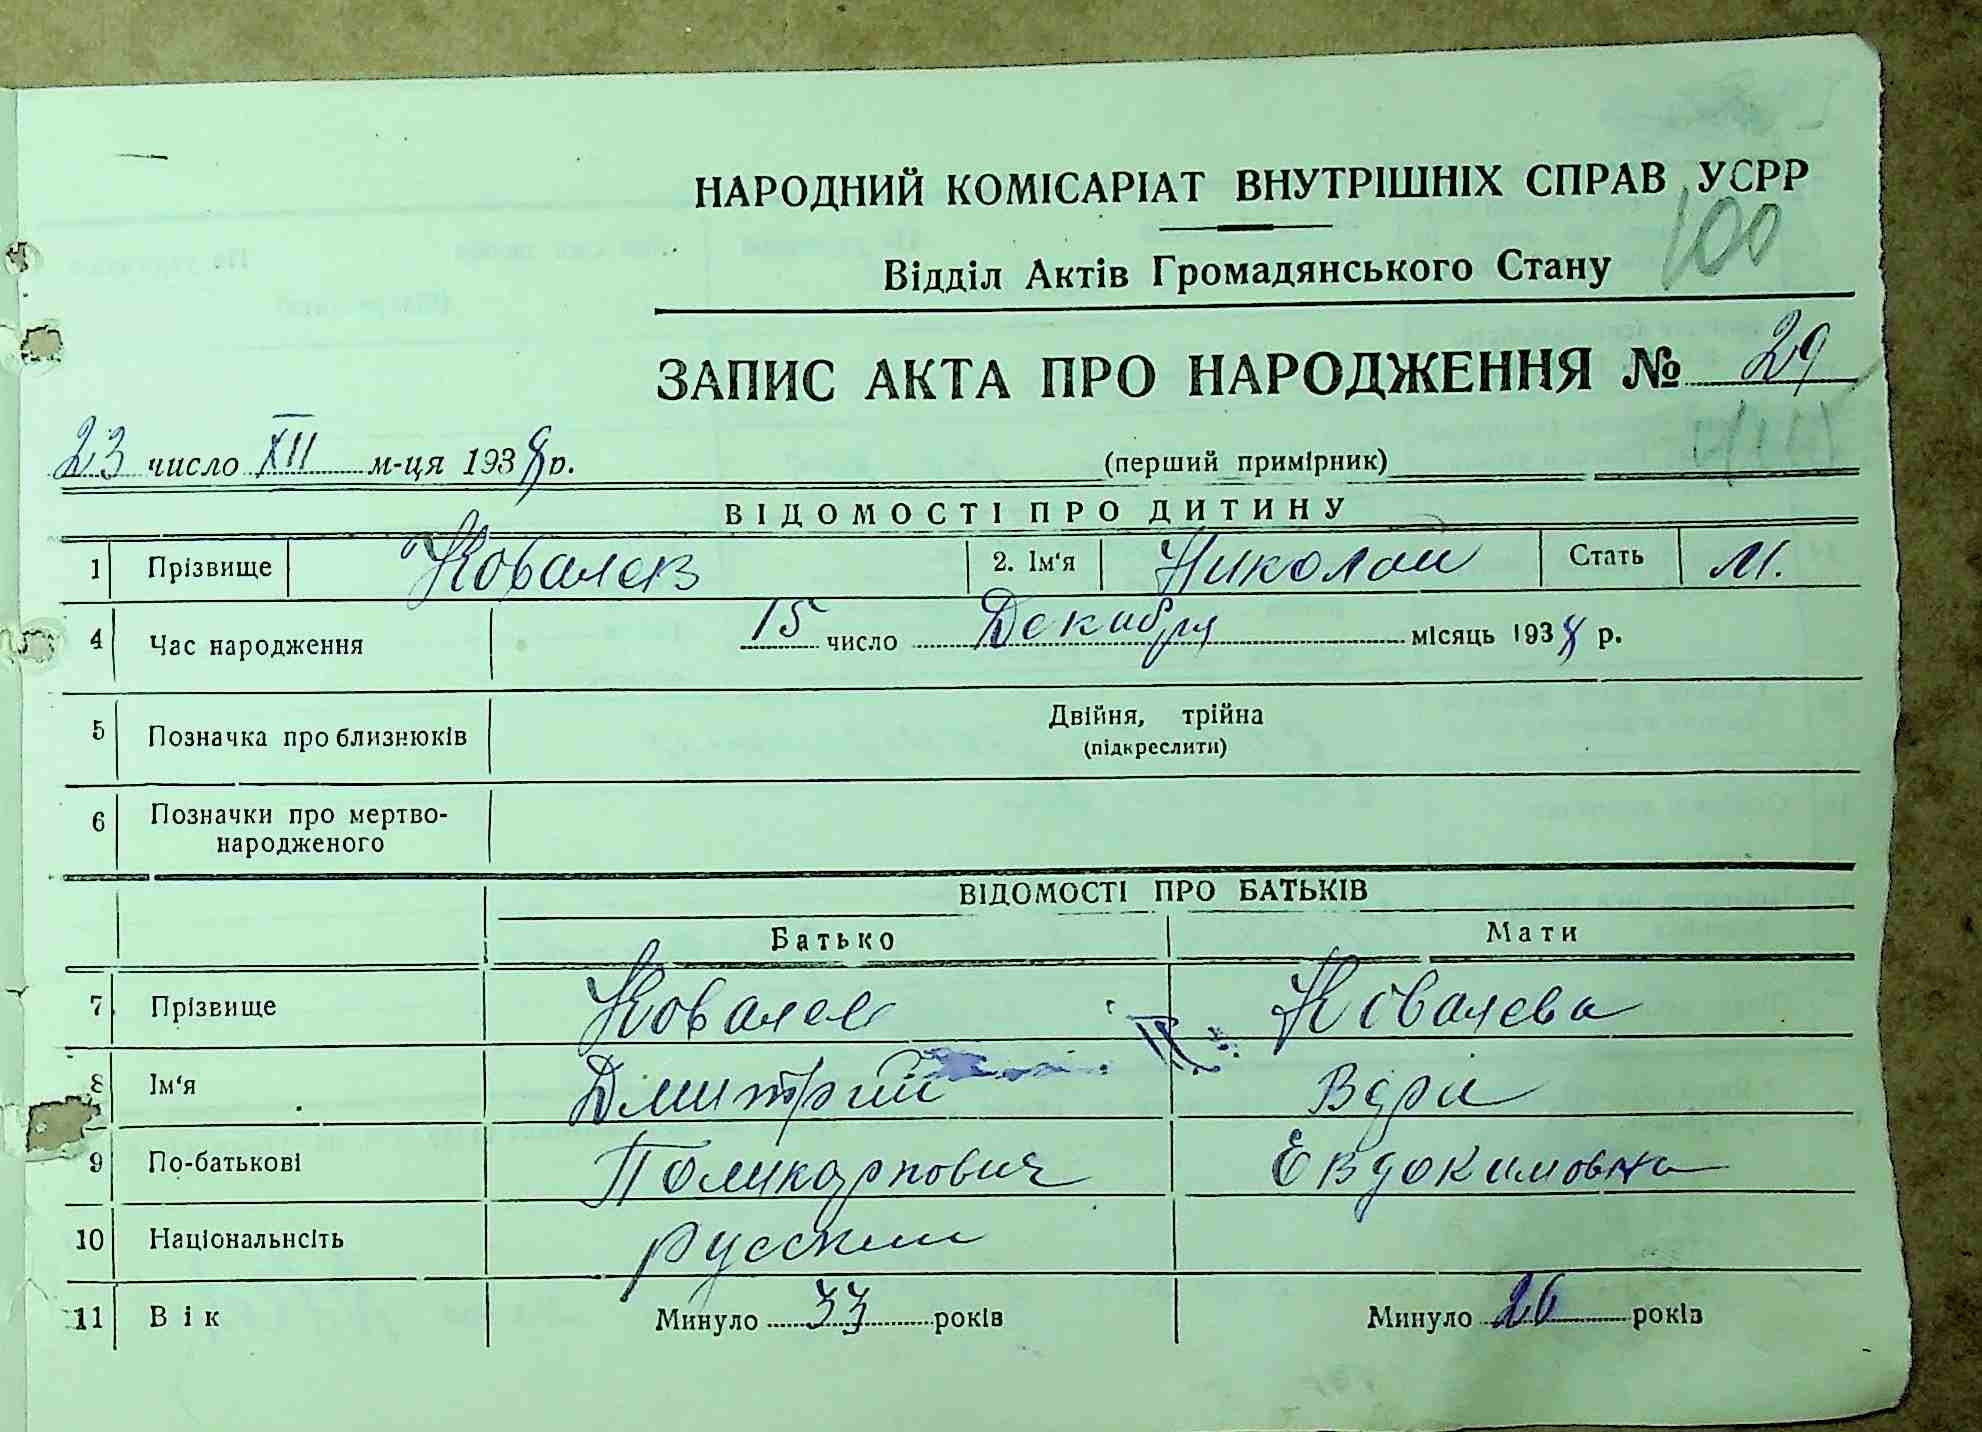 НАРОДНИЙ КОМІСАРІАТ ВНУТРІШНІХ СПРАВ УСРР
100
Відділ Актів Громадянського Стану
ЗАПИС АКТА ПРО НАРОДЖЕННЯ № 29
23 число XII м-ця 1938 р.
(перший примірник)
ВІДОМОСТІ ПРО ДИТИНУ
1 Прізвище Ковалев 2. Ім'я Николай Стать М.
4 Час народження 15 число Декабря місяць 1938 р.
5 Позначка про близнюків Двійня, трійна
(підкреслити)
6 Позначки про мертво-
народженого
ВІДОМОСТІ ПРО БАТЬКІВ
Батько Мати
7 Прізвище Ковалев Ковалева
8 Ім'я Дмитрий
9 По-батькові Поликарпович Евдокимовна
10 Національнсіть русский
11 Вік Минуло 33 років Минуло 26 років